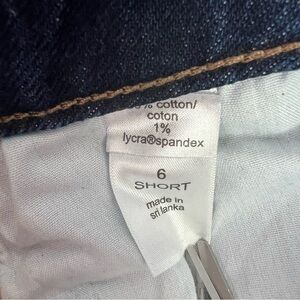 % cotton/
coton
1%
lycra®spandex
6
SHORT
made in
sri lanka